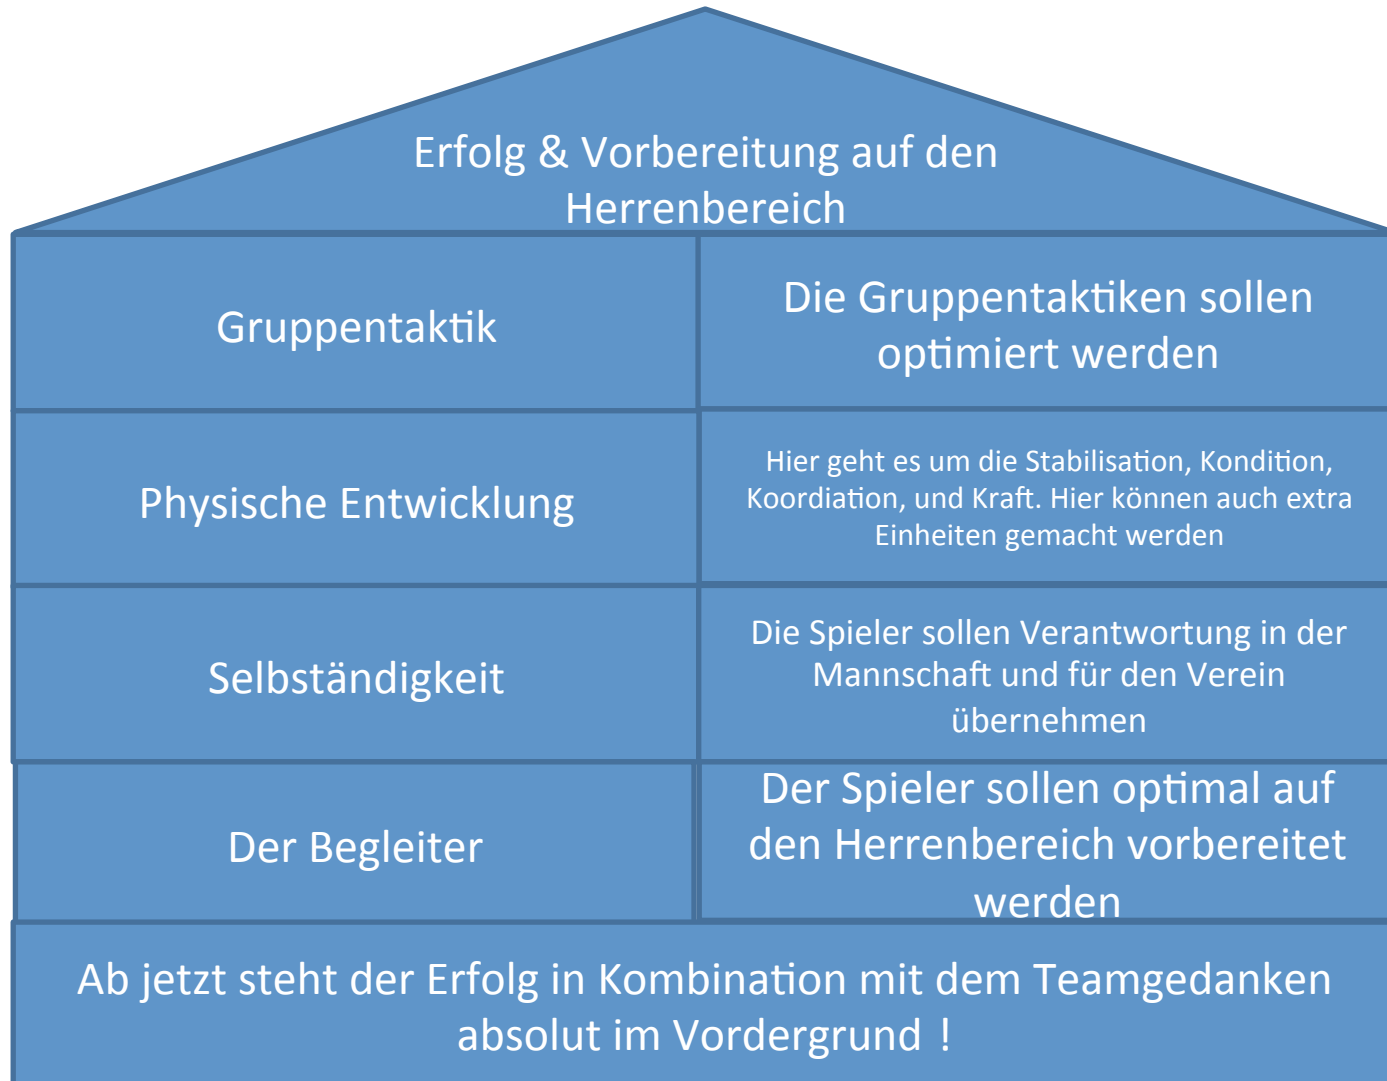 Erfolg & Vorbereitung auf den
Herrenbereich
Gruppentaktik
Die Gruppentaktiken sollen
optimiert werden
Physische Entwicklung
Hier geht es um die Stabilisation, Kondition,
Koordiation, und Kraft. Hier können auch extra
Einheiten gemacht werden
Selbständigkeit
Die Spieler sollen Verantwortung in der
Mannschaft und für den Verein
übernehmen
Der Begleiter
Der Spieler sollen optimal auf
den Herrenbereich vorbereitet
werden
Ab jetzt steht der Erfolg in Kombination mit dem Teamgedanken
absolut im Vordergrund !